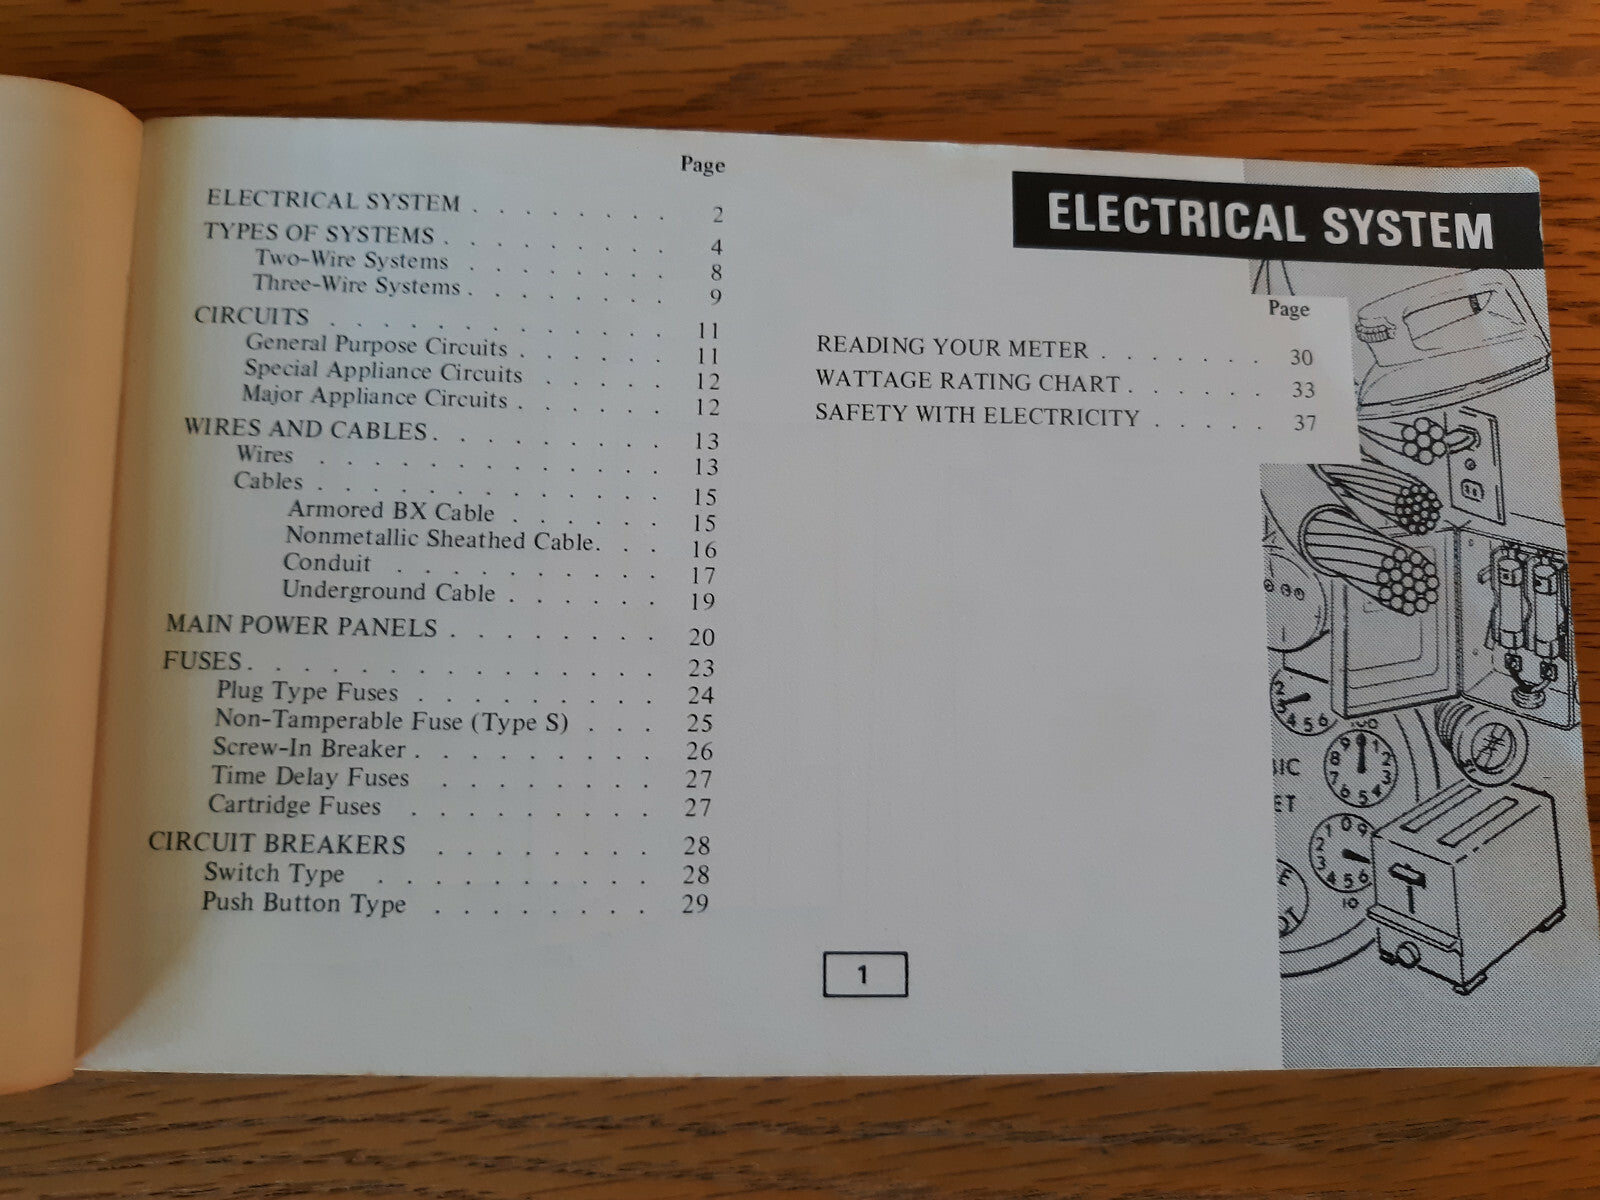 Page
ELECTRICAL SYSTEM . . . . . . . . 2
TYPES OF SYSTEMS . . . . . . . . . 4
Two-Wire Systems . . . . . . . . 8
Three-Wire Systems . . . . . . . . 9
CIRCUITS . . . . . . . . . . . . . 11
General Purpose Circuits . . . . . . 11
Special Appliance Circuits . . . . . 12
Major Appliance Circuits . . . . . . 12
WIRES AND CABLES . . . . . . . . . 13
Wires . . . . . . . . . . . . . 13
Cables . . . . . . . . . . . . . 15
Armored BX Cable . . . . . . 15
Nonmetallic Sheathed Cable. . . 16
Conduit . . . . . . . . . . 17
Underground Cable . . . . . . 19
MAIN POWER PANELS . . . . . . . . 20
FUSES . . . . . . . . . . . . . . . 23
Plug Type Fuses . . . . . . . . . 24
Non-Tamperable Fuse (Type S) . . . 25
Screw-In Breaker . . . . . . . . . 26
Time Delay Fuses . . . . . . . . 27
Cartridge Fuses . . . . . . . . . 27
CIRCUIT BREAKERS . . . . . . . . 28
Switch Type . . . . . . . . . . 28
Push Button Type . . . . . . . . 29
ELECTRICAL SYSTEM
Page
READING YOUR METER . . . . . . . 30
WATTAGE RATING CHART . . . . . . 33
SAFETY WITH ELECTRICITY . . . . . 37
1